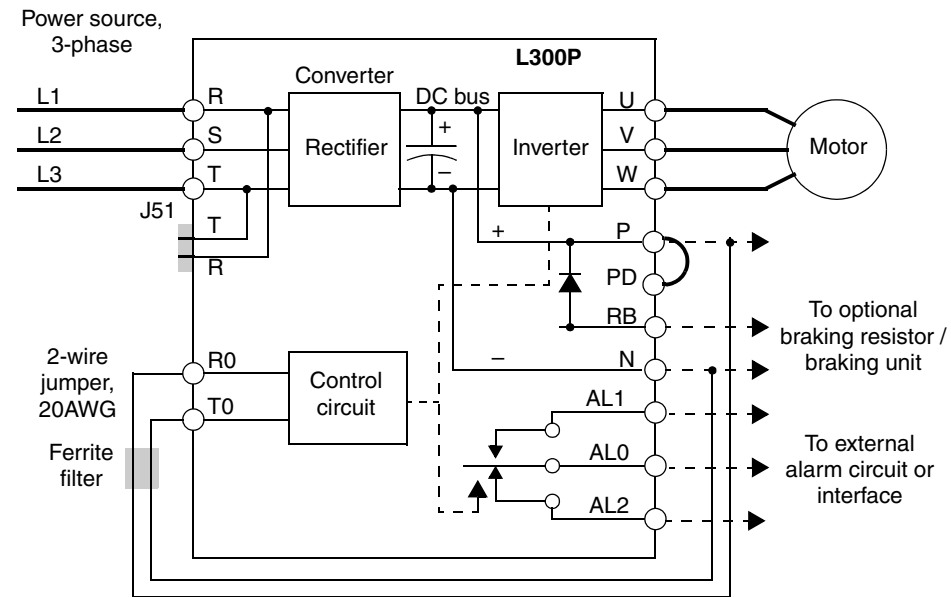 Power source,
3-phase
L300P
Converter
L1
R
DC bus
U
+
L2
S
Rectifier
Inverter
V
Motor
L3
T
–
W
J51
T
+
P
R
PD
RB
To optional
braking resistor /
braking unit
2-wire
jumper,
20AWG
R0
–
N
Control
circuit
T0
AL1
Ferrite
filter
AL0
To external
alarm circuit or
interface
AL2